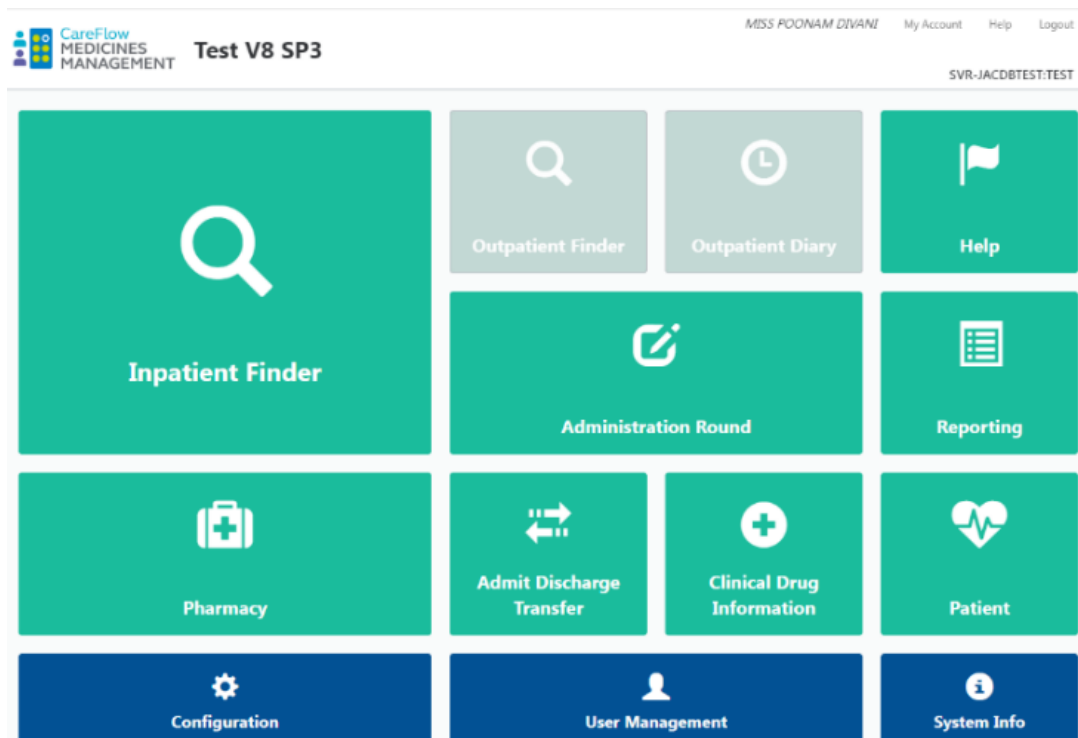 CareFlow
MEDICINES
MANAGEMENT
Test V8 SP3
MISS POONAM DIVANI My Account Help Logout
SVR-JACDBTEST:TEST
Inpatient Finder
Outpatient Finder
Outpatient Diary
Help
Administration Round
Reporting
Pharmacy
Admit Discharge
Transfer
Clinical Drug
Information
Patient
Configuration
User Management
System Info